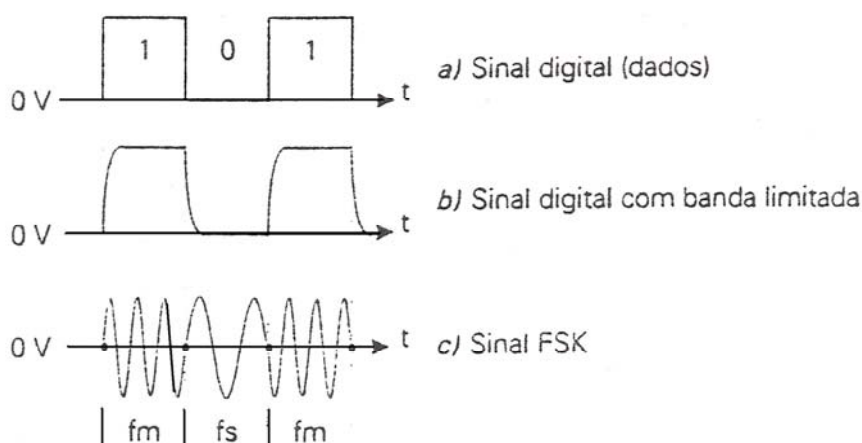 1 0 1
a) Sinal digital (dados)
0 V t
b) Sinal digital com banda limitada
0 V t
0 V t c) Sinal FSK
fm fs fm